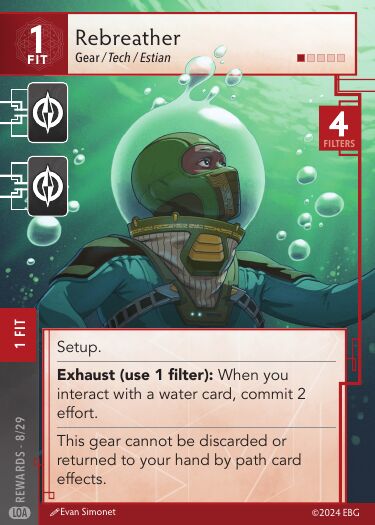 1
FIT
Rebreather
Gear / Tech / Estian
4
FILTERS
1 FIT
Setup.
Exhaust (use 1 filter): When you
interact with a water card, commit 2
effort.
This gear cannot be discarded or
returned to your hand by path card
effects.
REWARDS - 8/29
LOA
Evan Simonet
©2024 EBG